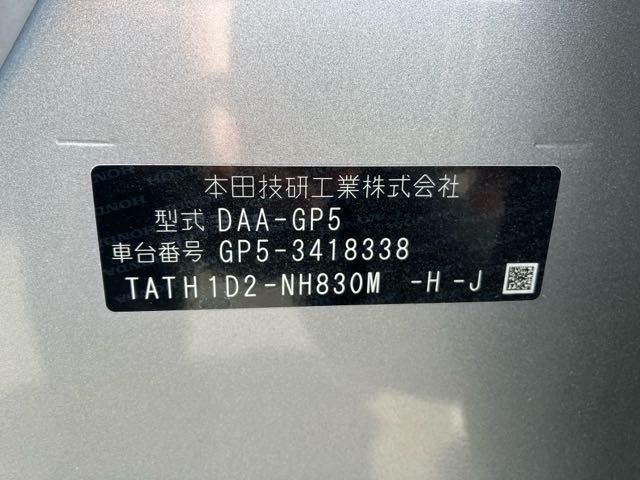 本田技研工業株式会社
型式 DAA-GP5
車台番号 GP5-3418338
TATH1D2-NH830M -H-J